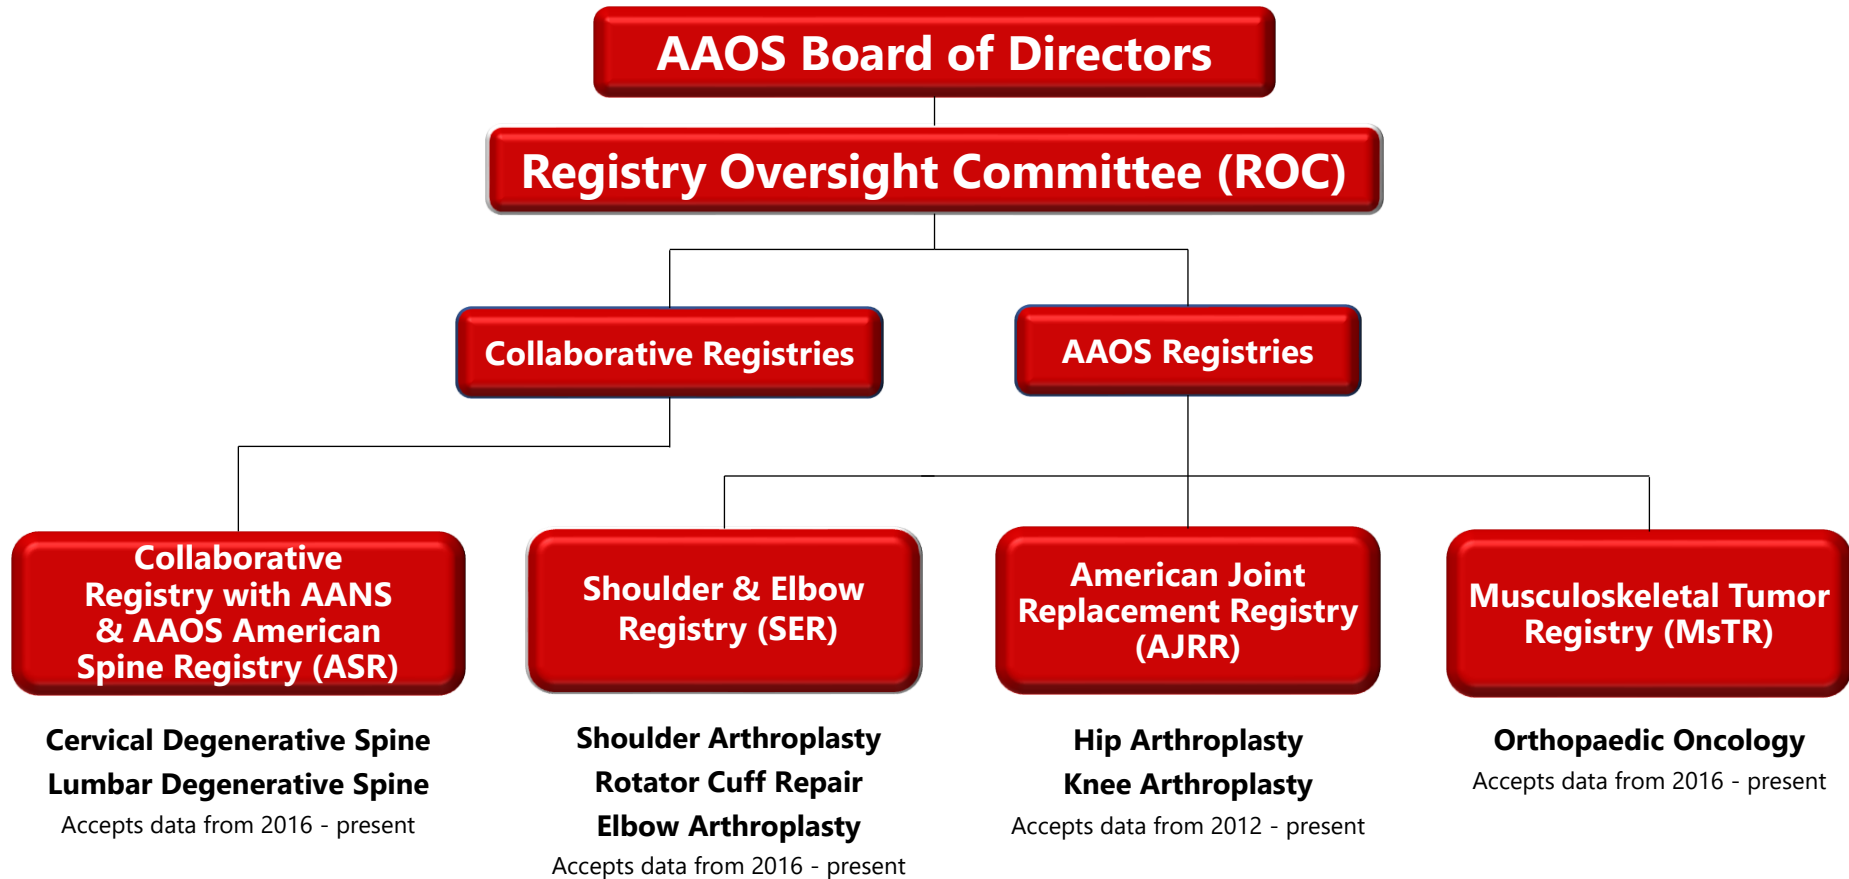 AAOS Board of Directors
Registry Oversight Committee (ROC)
Collaborative Registries
AAOS Registries
Collaborative
Registry with AANS
& AAOS American
Spine Registry (ASR)
Cervical Degenerative Spine
Lumbar Degenerative Spine
Accepts data from 2016 - present
Shoulder & Elbow
Registry (SER)
Shoulder Arthroplasty
Rotator Cuff Repair
Elbow Arthroplasty
Accepts data from 2016 - present
American Joint
Replacement Registry
(AJRR)
Hip Arthroplasty
Knee Arthroplasty
Accepts data from 2012 - present
Musculoskeletal Tumor
Registry (MsTR)
Orthopaedic Oncology
Accepts data from 2016 - present